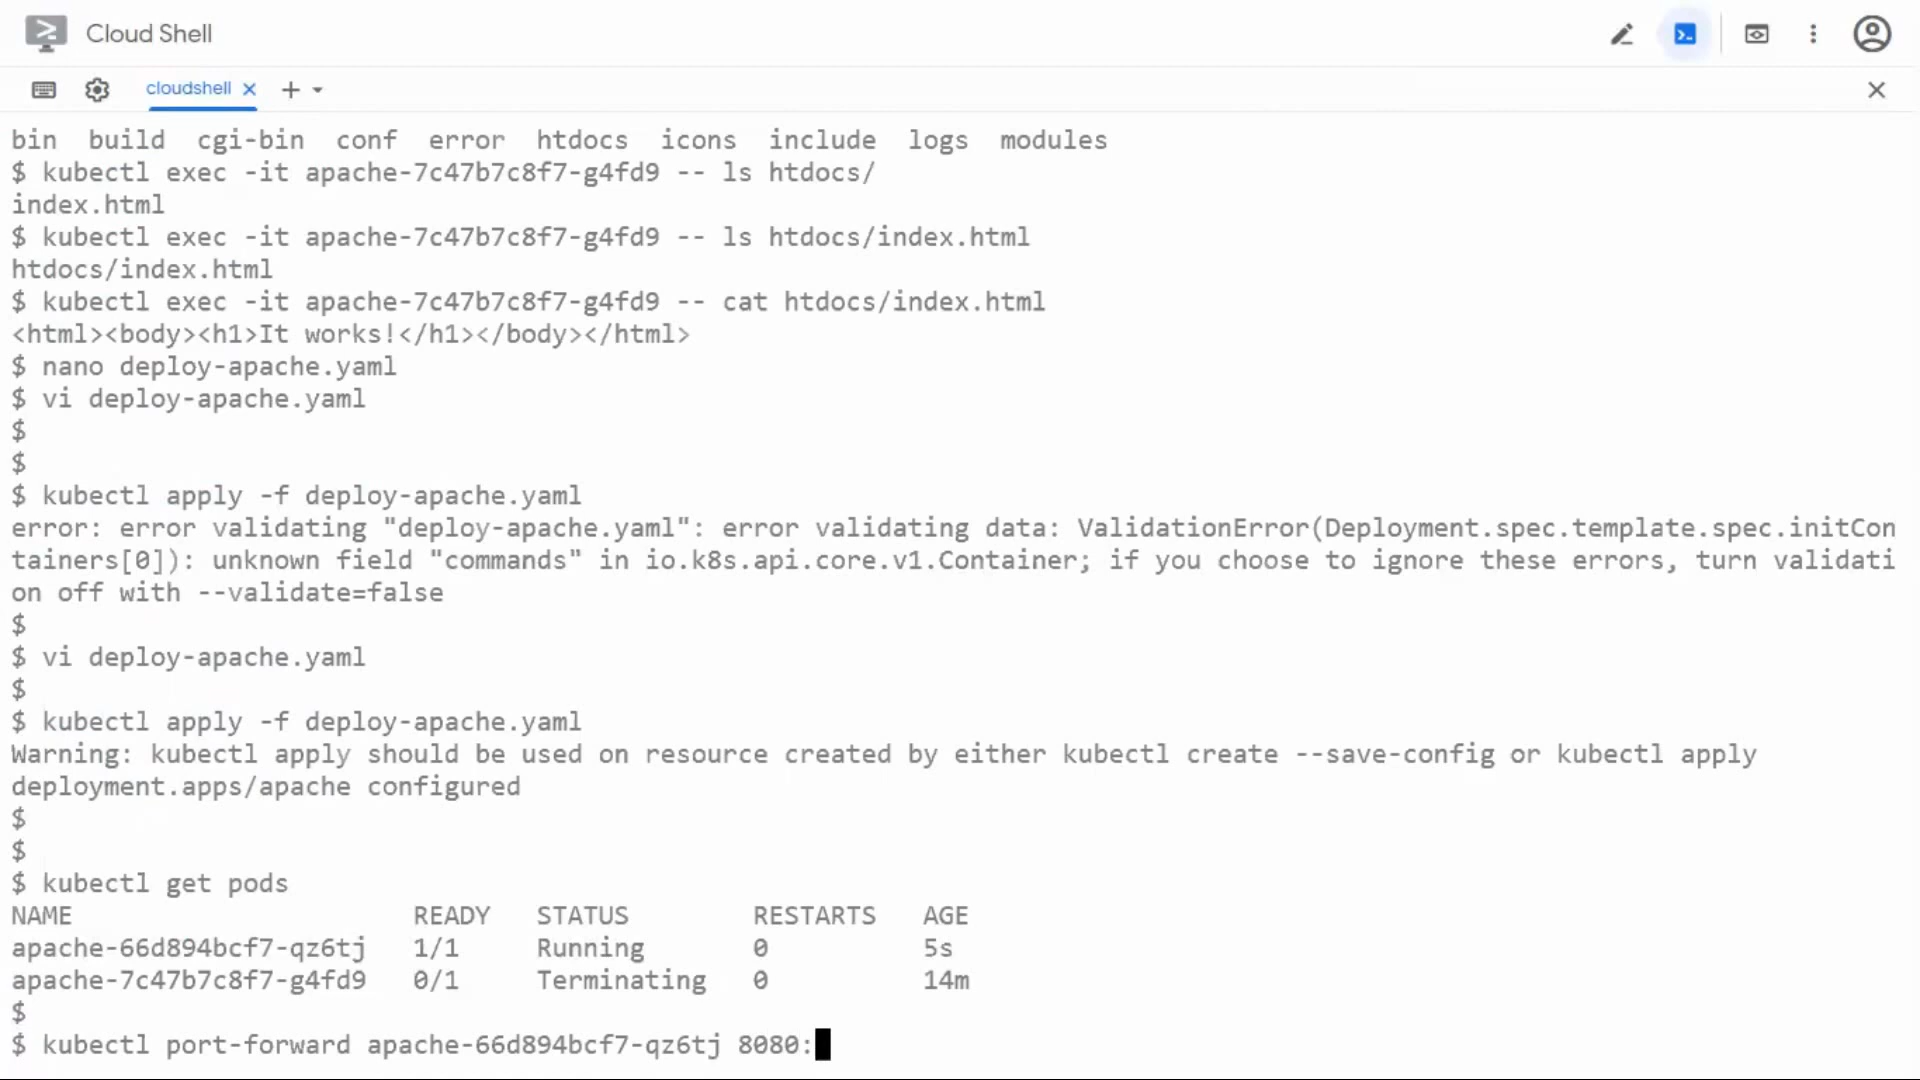 Cloud Shell
cloudshell
bin build cgi-bin conf error htdocs icons include logs modules
$ kubectl exec -it apache-7c47b7c8f7-g4fd9 -- ls htdocs/
index.html
$ kubectl exec -it apache-7c47b7c8f7-g4fd9 -- ls htdocs/index.html
htdocs/index.html
$ kubectl exec -it apache-7c47b7c8f7-g4fd9 -- cat htdocs/index.html
<html><body><h1>It works!</h1></body></html>
$ nano deploy-apache.yaml
$ vi deploy-apache.yaml
$
$
$ kubectl apply -f deploy-apache.yaml
error: error validating "deploy-apache.yaml": error validating data: ValidationError(Deployment.spec.template.spec.initCon
tainers[0]): unknown field "commands" in io.k8s.api.core.v1.Container; if you choose to ignore these errors, turn validati
on off with --validate=false
$
$ vi deploy-apache.yaml
$
$ kubectl apply -f deploy-apache.yaml
Warning: kubectl apply should be used on resource created by either kubectl create --save-config or kubectl apply
deployment.apps/apache configured
$
$
$ kubectl get pods
NAME READY STATUS RESTARTS AGE
apache-66d894bcf7-qz6tj 1/1 Running 0 5s
apache-7c47b7c8f7-g4fd9 0/1 Terminating 0 14m
$
$ kubectl port-forward apache-66d894bcf7-qz6tj 8080: